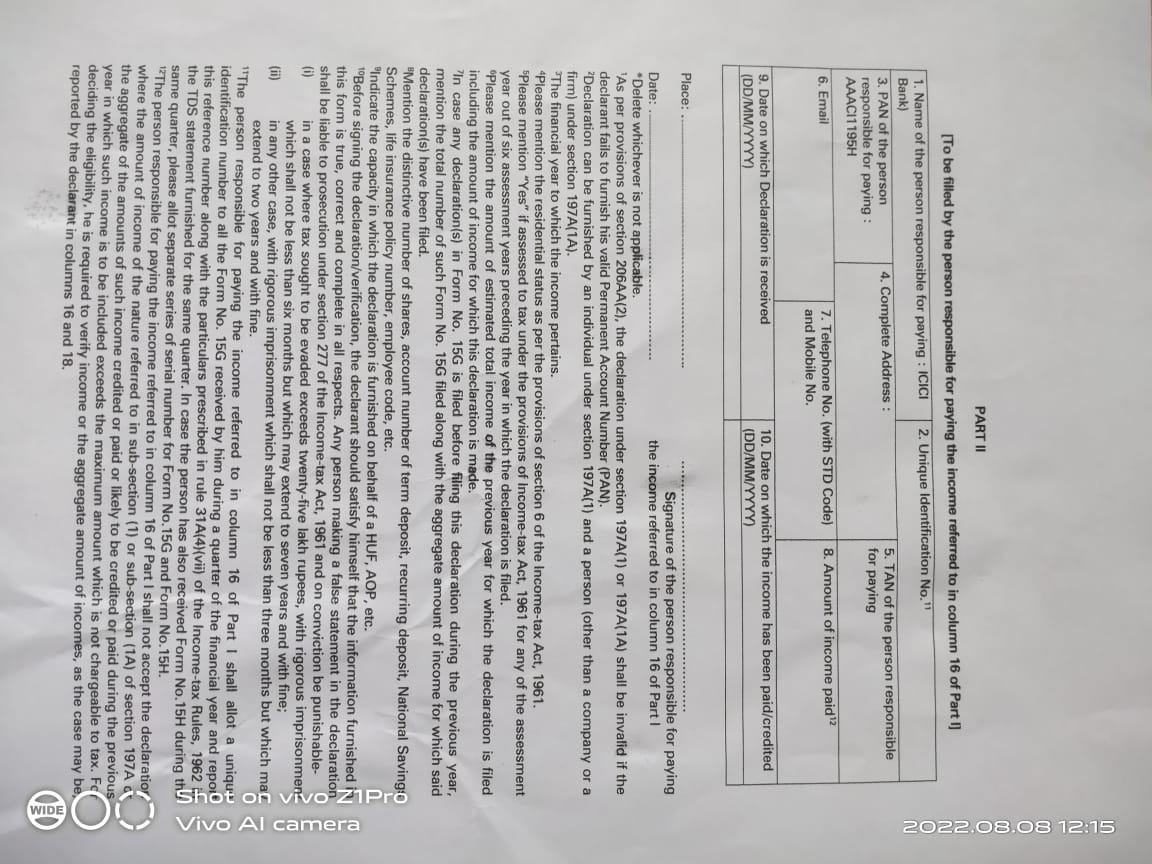 PART II
[To be filled by the person responsible for paying the income referred to in column 16 of Part I]
1. Name of the person responsible for paying : ICICI
Bank)
2. Unique Identification No.¹¹
3. PAN of the person
responsible for paying :
AAACI1195H
4. Complete Address :
5. TAN of the person responsible
for paying
6. Email
7. Telephone No. (with STD Code)
and Mobile No.
8. Amount of income paid¹²
9. Date on which Declaration is received
(DD/MM/YYYY)
10. Date on which the income has been paid/credited
(DD/MM/YYYY)
Place: ........................................
........................................
Signature of the person responsible for paying
the income referred to in column 16 of Part I
Date: ........................................
*Delete whichever is not applicable.
¹As per provisions of section 206AA(2), the declaration under section 197A(1) or 197A(1A) shall be invalid if the
declarant fails to furnish his valid Permanent Account Number (PAN).
²Declaration can be furnished by an individual under section 197A(1) and a person (other than a company or a
firm) under section 197A(1A).
³The financial year to which the income pertains.
⁴Please mention the residential status as per the provisions of section 6 of the Income-tax Act, 1961.
⁵Please mention “Yes” if assessed to tax under the provisions of Income-tax Act, 1961 for any of the assessment
year out of six assessment years preceding the year in which the declaration is filed.
⁶Please mention the amount of estimated total income of the previous year for which the declaration is filed
including the amount of income for which this declaration is made.
⁷In case any declaration(s) in Form No. 15G is filed before filing this declaration during the previous year,
mention the total number of such Form No. 15G filed along with the aggregate amount of income for which said
declaration(s) have been filed.
⁸Mention the distinctive number of shares, account number of term deposit, recurring deposit, National Savings
Schemes, life insurance policy number, employee code, etc.
⁹Indicate the capacity in which the declaration is furnished on behalf of a HUF, AOP, etc.
¹⁰Before signing the declaration/verification, the declarant should satisfy himself that the information furnished in
this form is true, correct and complete in all respects. Any person making a false statement in the declaration
shall be liable to prosecution under section 277 of the Income-tax Act, 1961 and on conviction be punishable-
(i) in a case where tax sought to be evaded exceeds twenty-five lakh rupees, with rigorous imprisonment
which shall not be less than six months but which may extend to seven years and with fine;
(ii) in any other case, with rigorous imprisonment which shall not be less than three months but which may
extend to two years and with fine.
¹¹The person responsible for paying the income referred to in column 16 of Part I shall allot a unique
identification number to all the Form No. 15G received by him during a quarter of the financial year and report
this reference number along with the particulars prescribed in rule 31A(4)(vii) of the Income-tax Rules, 1962 in
the TDS statement furnished for the same quarter. In case the person has also received Form No.15H during the
same quarter, please allot separate series of serial number for Form No.15G and Form No.15H.
¹²The person responsible for paying the income referred to in column 16 of Part I shall not accept the declaration
where the amount of income of the nature referred to in sub-section (1) or sub-section (1A) of section 197A or
the aggregate of the amounts of such income credited or paid or likely to be credited or paid during the previous
year in which such income is to be included exceeds the maximum amount which is not chargeable to tax. For
deciding the eligibility, he is required to verify income or the aggregate amount of incomes, as the case may be,
reported by the declarant in columns 16 and 18.
2022.08.08 12:15
Shot on vivo Z1Pro
Vivo AI camera
WIDE